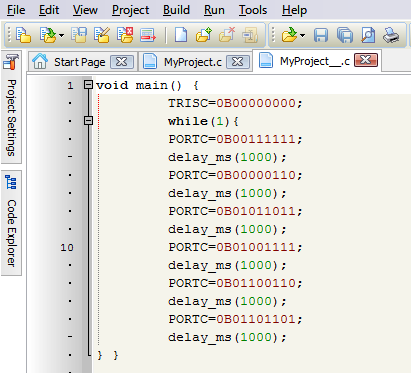 File Edit View Project Build Run Tools Help
Start Page MyProject.c MyProject__.c
Project Settings
Code Explorer
1 void main() {
TRISC=0B00000000;
while(1){
PORTC=0B00111111;
delay_ms(1000);
PORTC=0B00000110;
delay_ms(1000);
PORTC=0B01011011;
delay_ms(1000);
10 PORTC=0B01001111;
delay_ms(1000);
PORTC=0B01100110;
delay_ms(1000);
PORTC=0B01101101;
delay_ms(1000);
} }